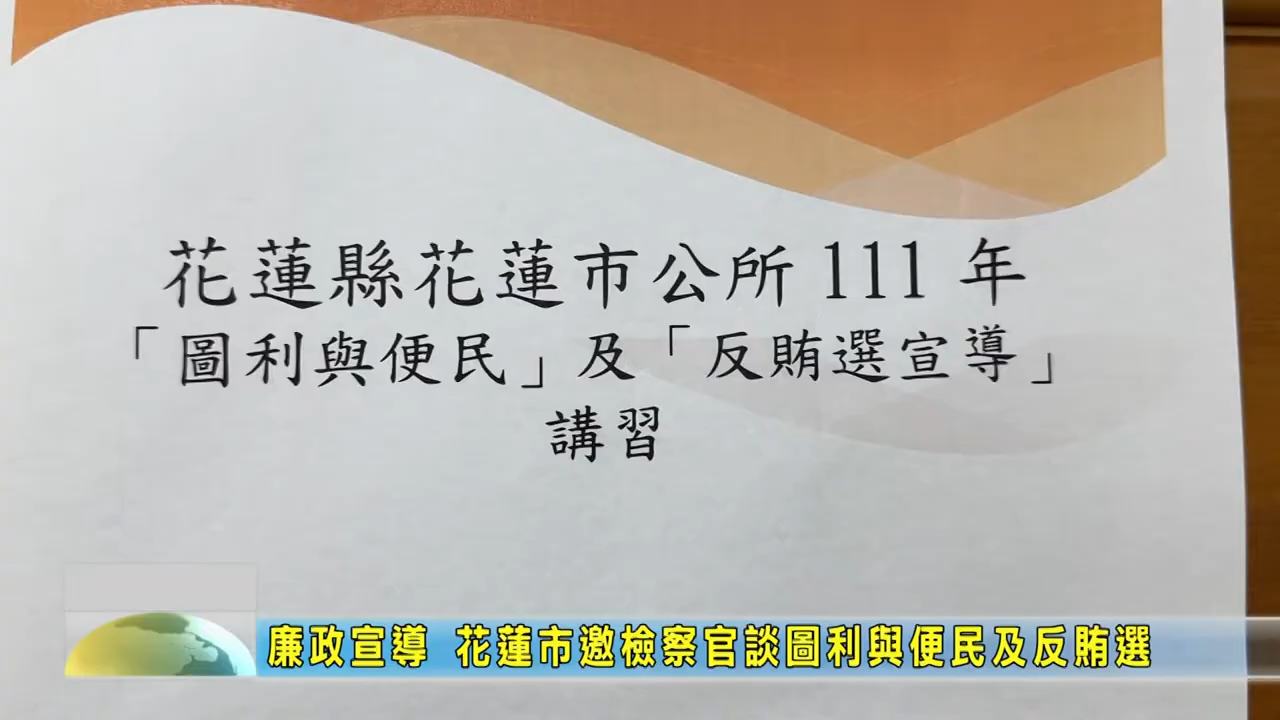 花蓮縣花蓮市公所111年
「圖利與便民」及「反賄選宣導」
講習
廉政宣導 花蓮市邀檢察官談圖利與便民及反賄選